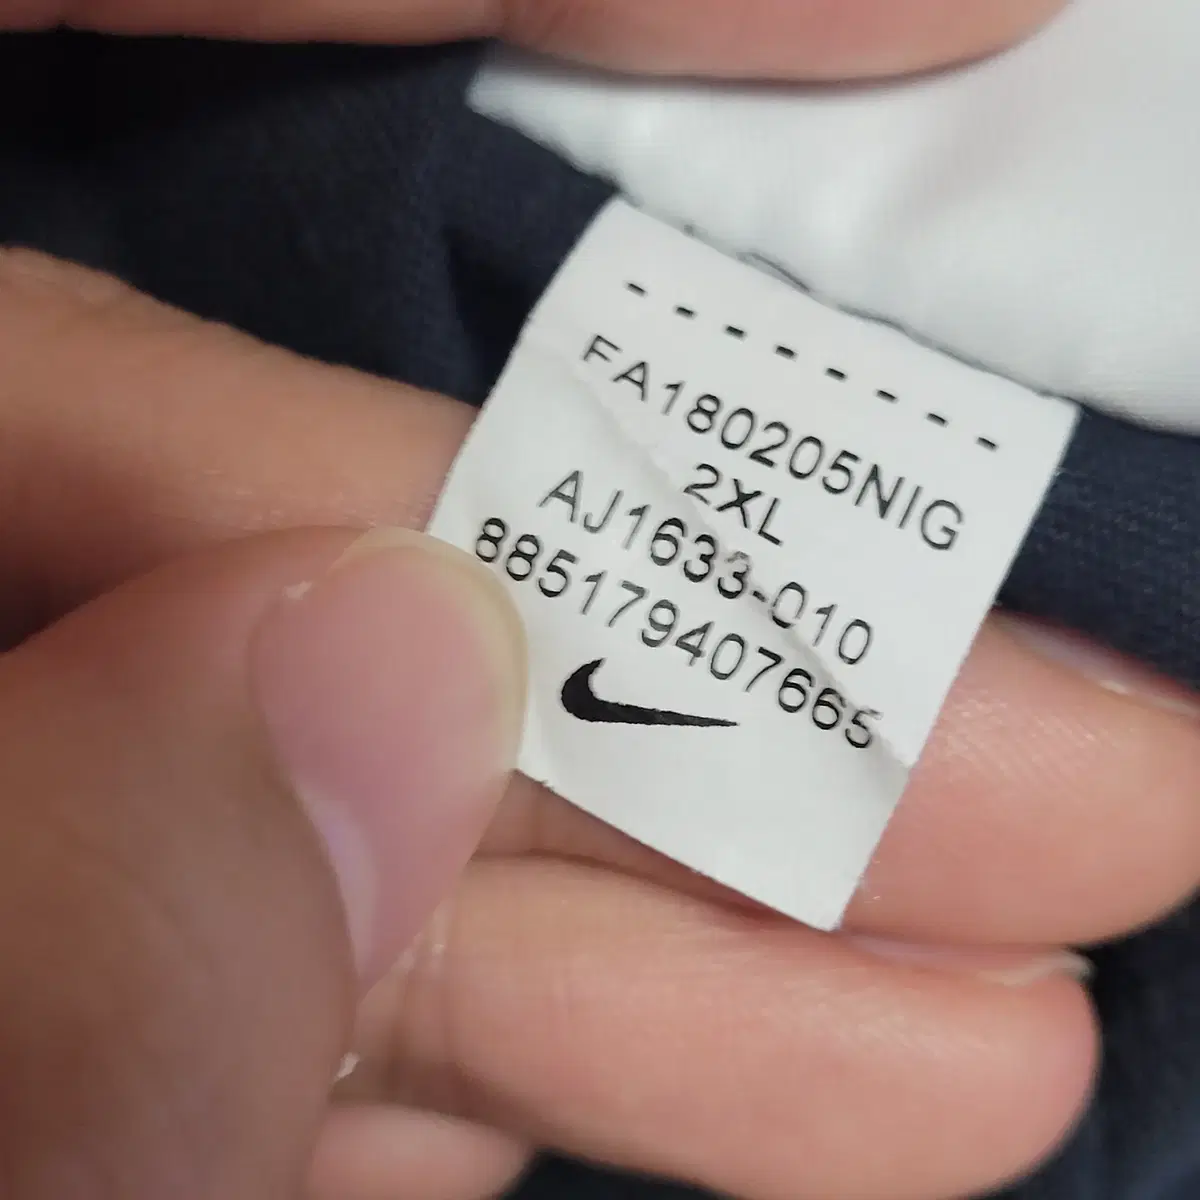 --------
FA180205NIG
2XL
AJ1633-010
885179407665